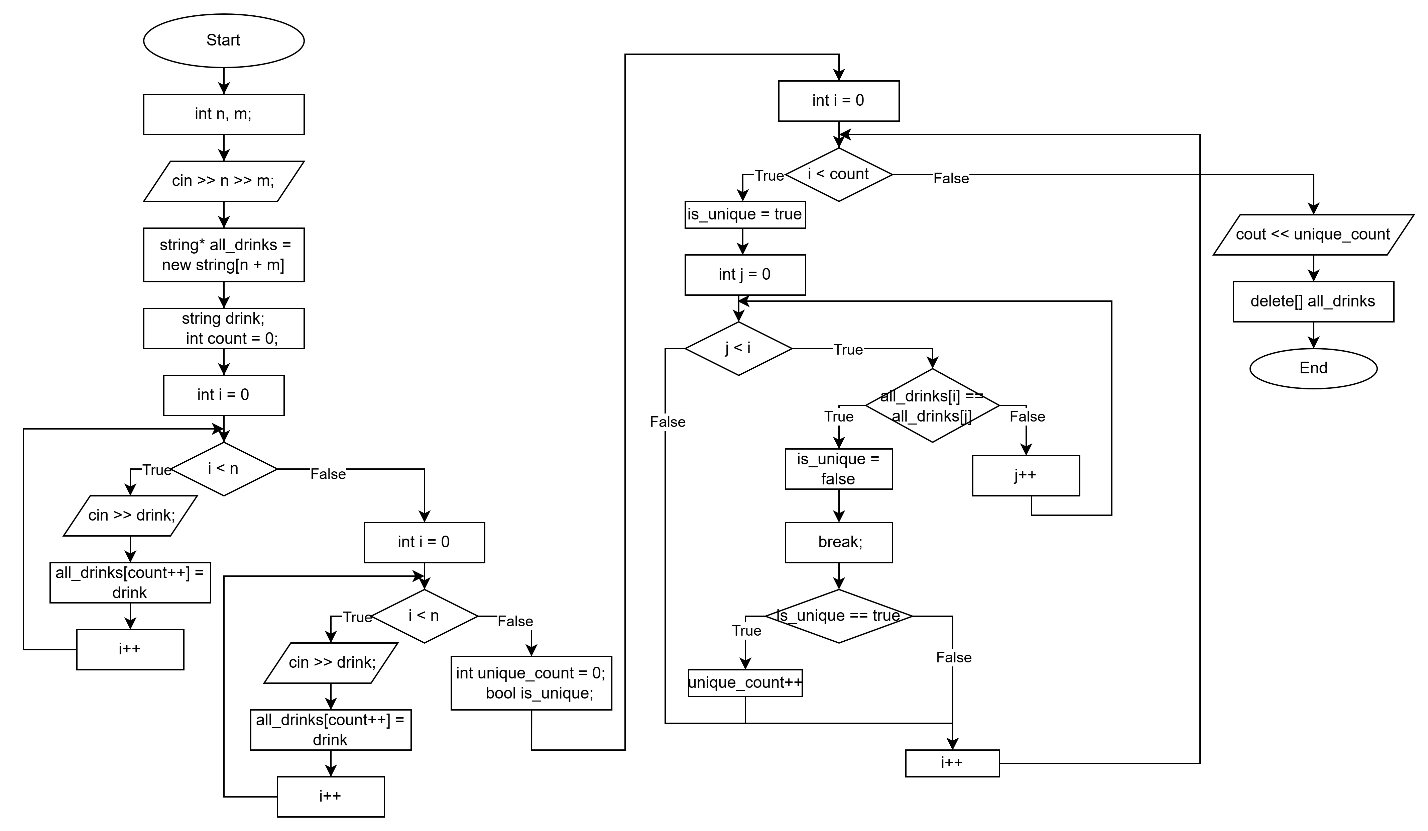 Start
int n, m;
cin >> n >> m;
string* all_drinks =
new string[n + m]
string drink;
int count = 0;
int i = 0
i < n
True
False
cin >> drink;
all_drinks[count++] =
drink
i++
int i = 0
i < n
True
False
cin >> drink;
all_drinks[count++] =
drink
i++
int unique_count = 0;
bool is_unique;
int i = 0
i < count
True
False
is_unique = true
int j = 0
j < i
True
False
all_drinks[i] ==
all_drinks[j]
True
False
is_unique =
false
j++
break;
is_unique == true
True
False
unique_count++
i++
cout << unique_count
delete[] all_drinks
End